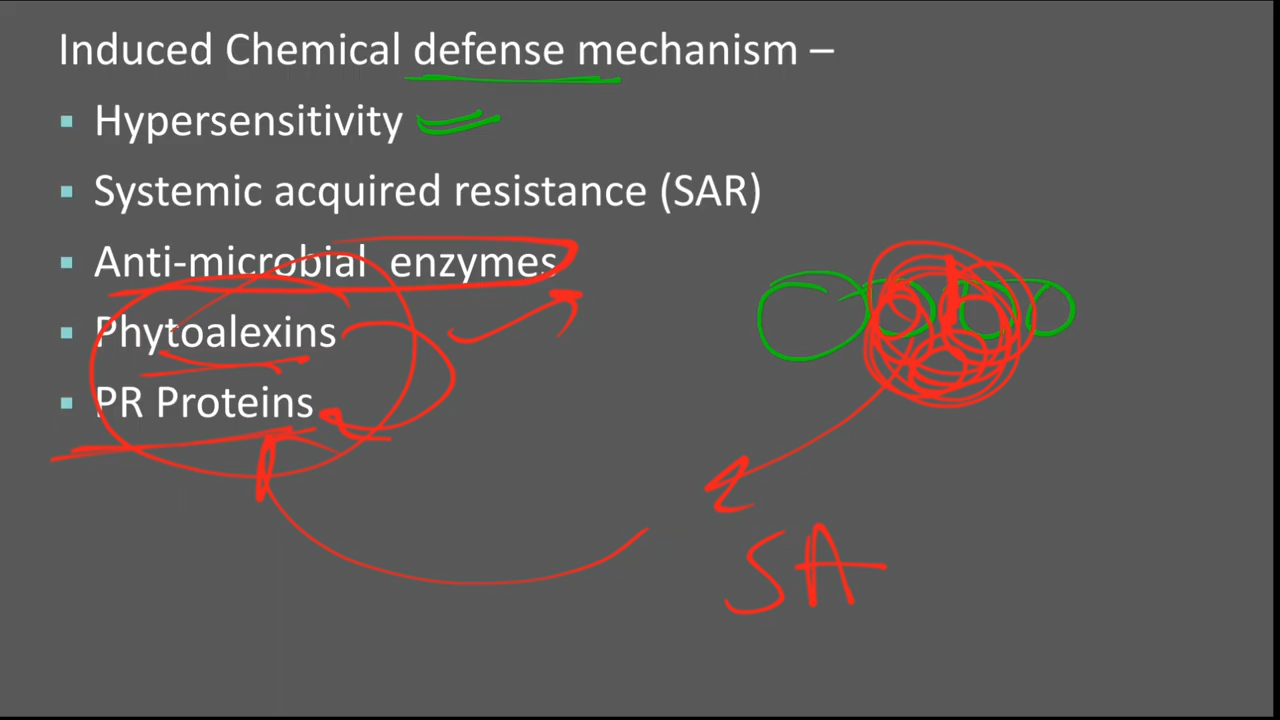 Induced Chemical defense mechanism –
▪ Hypersensitivity
▪ Systemic acquired resistance (SAR)
▪ Anti-microbial enzymes
▪ Phytoalexins
▪ PR Proteins
SA